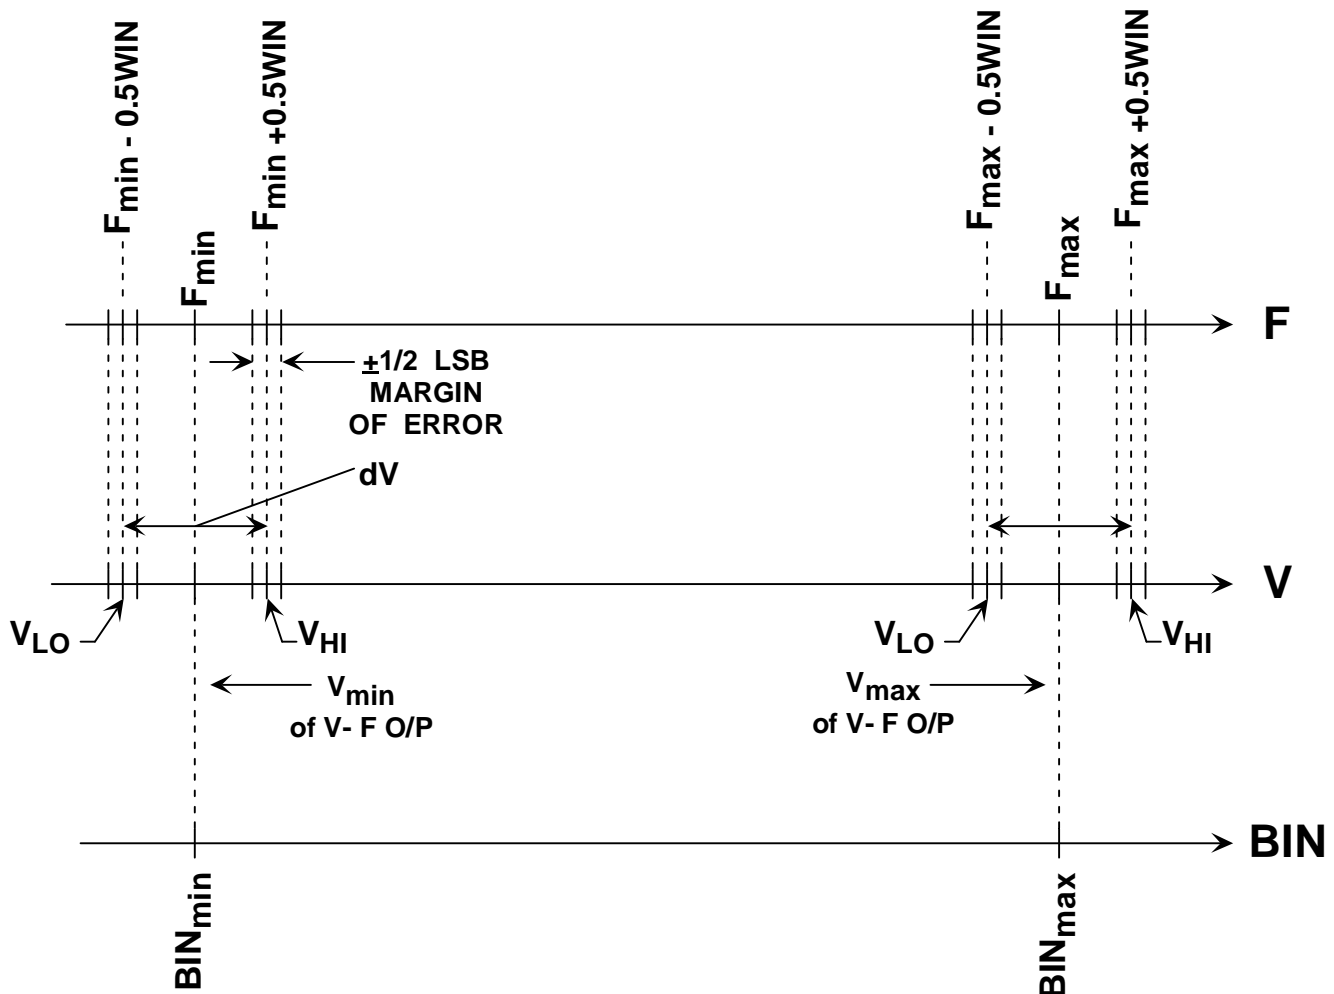 Fmin - 0.5WIN
Fmin
Fmin +0.5WIN
Fmax - 0.5WIN
Fmax
Fmax +0.5WIN
F
±1/2 LSB
MARGIN
OF ERROR
dV
V
VLO
VHI
VLO
VHI
Vmin
of V- F O/P
Vmax
of V- F O/P
BIN
BINmin
BINmax